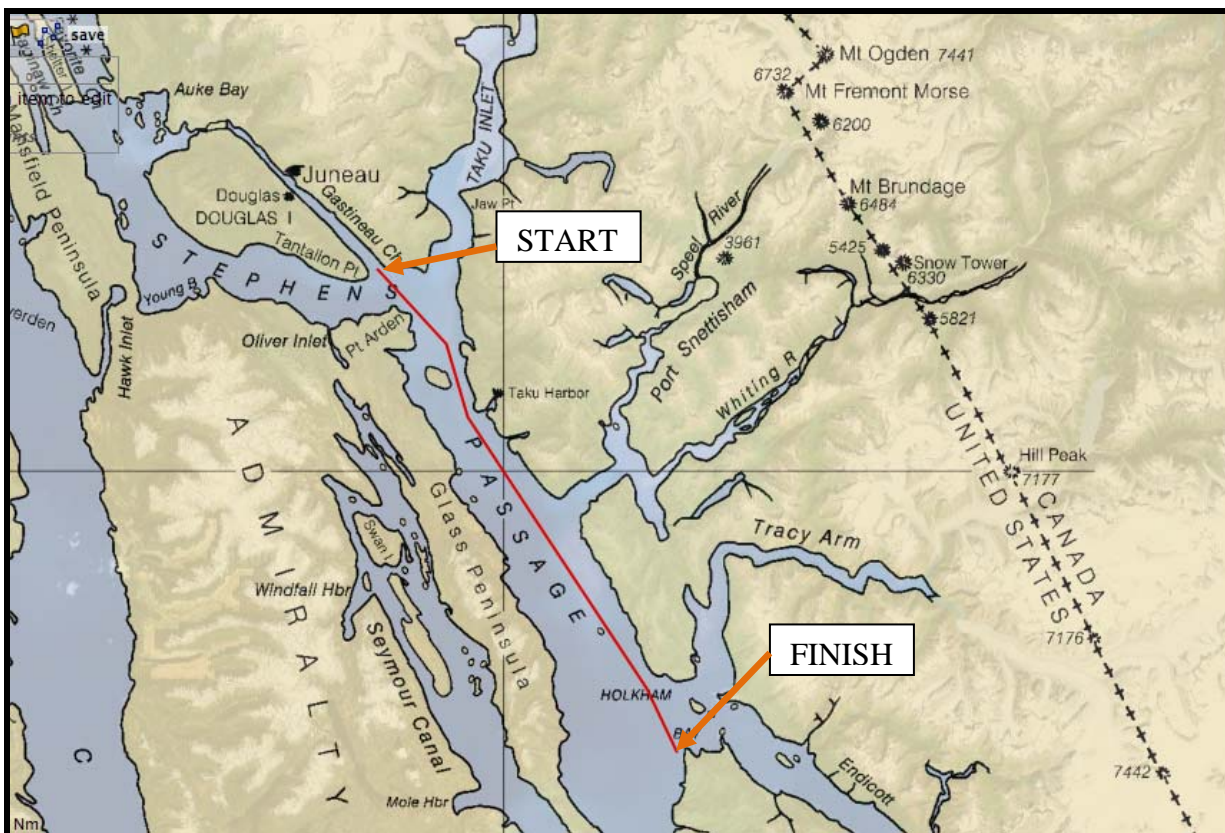 save
item to edit
Auke Bay
Mansfield Peninsula
Juneau
Douglas
DOUGLAS I
Gastineau Ch
TAKU INLET
Jaw Pt
Tantallon Pt
START
STEPHENS
Young B
Hawk Inlet
Oliver Inlet
Pt Arden
Taku Harbor
PASSAGE
Mt Ogden 7441
6732
Mt Fremont Morse
6200
Mt Brundage
6484
Speel River
3961
5425
Snow Tower
6330
5821
Port Snettisham
Whiting R
Hill Peak
7177
CANADA
UNITED STATES
ADMIRALTY
Glass Peninsula
Swan I
Windfall Hbr
Seymour Canal
Mole Hbr
Tracy Arm
7176
FINISH
HOLKHAM
Endicott
7442
C
Nm